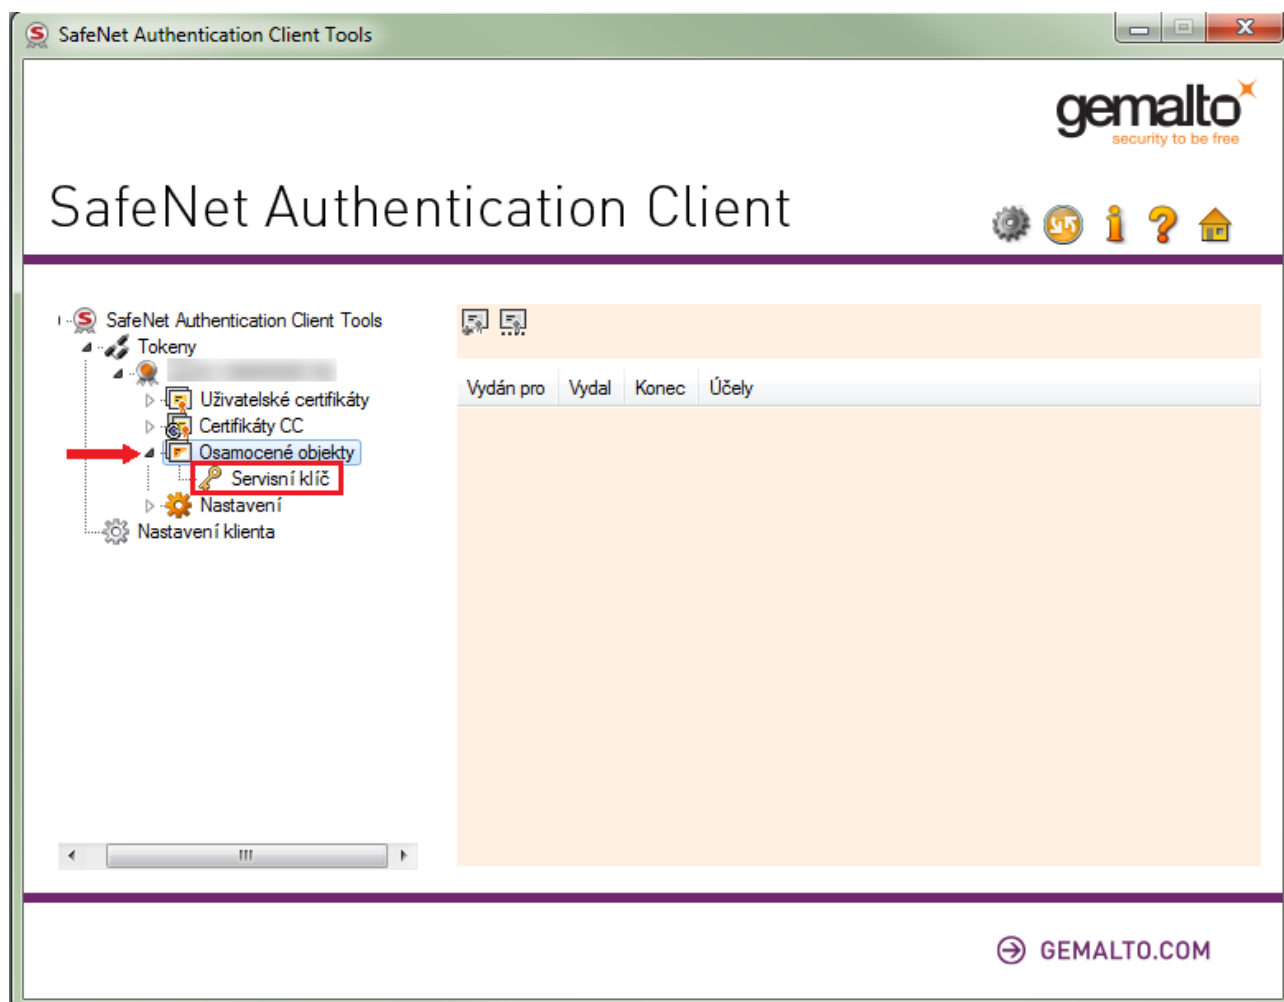 SafeNet Authentication Client Tools
gemalto
security to be free
SafeNet Authentication Client
SafeNet Authentication Client Tools
Tokeny
Uživatelské certifikáty
Certifikáty CC
Osamocené objekty
Servisní klíč
Nastavení
Nastavení klienta
Vydán pro Vydal Konec Účely
GEMALTO.COM